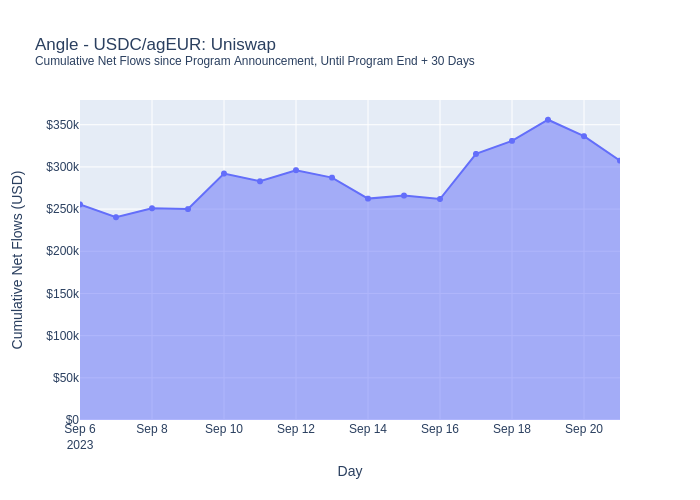 Angle - USDC/agEUR: Uniswap
Cumulative Net Flows since Program Announcement, Until Program End + 30 Days
Cumulative Net Flows (USD)
$350k
$300k
$250k
$200k
$150k
$100k
$50k
$0
Sep 6
2023
Sep 8
Sep 10
Sep 12
Sep 14
Sep 16
Sep 18
Sep 20
Day